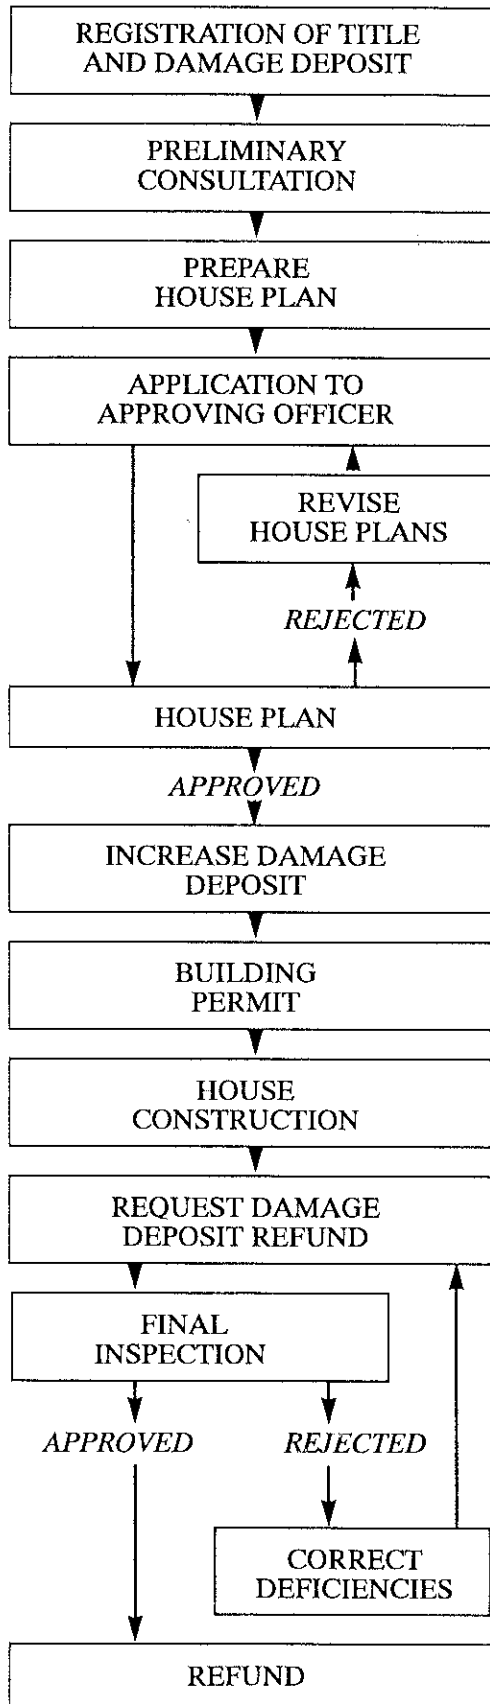 REGISTRATION OF TITLE
AND DAMAGE DEPOSIT
PRELIMINARY
CONSULTATION
PREPARE
HOUSE PLAN
APPLICATION TO
APPROVING OFFICER
REVISE
HOUSE PLANS
REJECTED
HOUSE PLAN
APPROVED
INCREASE DAMAGE
DEPOSIT
BUILDING
PERMIT
HOUSE
CONSTRUCTION
REQUEST DAMAGE
DEPOSIT REFUND
FINAL
INSPECTION
APPROVED
REJECTED
CORRECT
DEFICIENCIES
REFUND